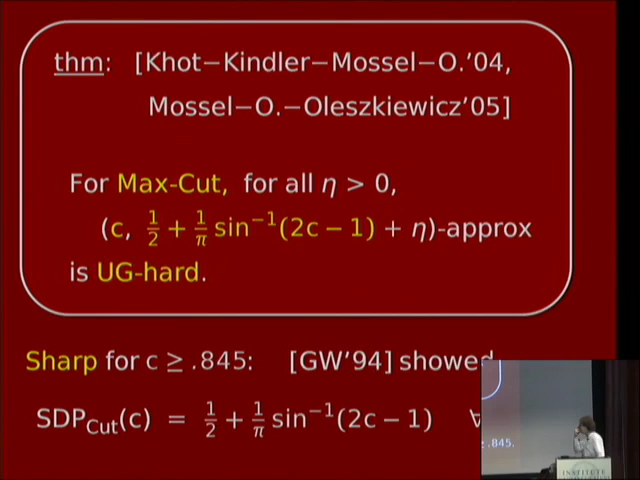 thm: [Khot−Kindler−Mossel−O.'04,
Mossel−O.−Oleszkiewicz'05]
For Max-Cut, for all η > 0,
(c, 1/2 + 1/π sin⁻¹(2c − 1) + η)-approx
is UG-hard.
Sharp for c ≥ .845: [GW'94] showed
SDP_Cut(c) = 1/2 + 1/π sin⁻¹(2c − 1) ∀
.845.
INSTITUTE